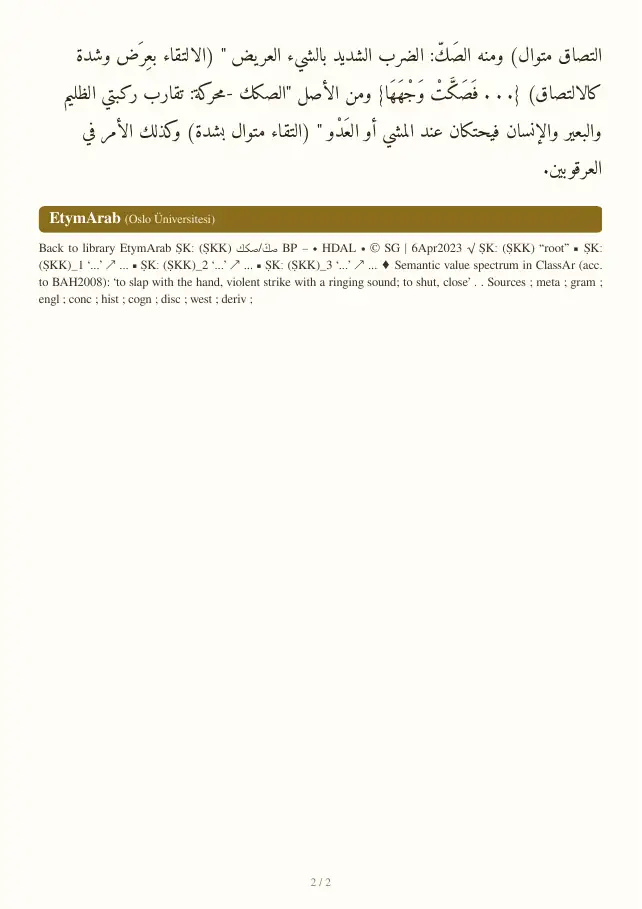 التصاق متوال) ومنه الصَكّ: الضرب الشديد بالشيء العريض " (الالتقاء بعِرَض وشدة
كالالتصاق) {. . . فَصَكَّتْ وَجْهَهَا} ومن الأصل "الصكك -محركة: تقارب ركبتي الظليم
والبعير والإنسان فيحتكان عند المشي أو العَدْو " (التقاء متوال بشدة) وكذلك الأمر في
العرقوبين.
EtymArab (Oslo Üniversitesi)
Back to library EtymArab ṢK: (ṢKK) صكّ/صكك BP – • HDAL • © SG | 6Apr2023 √ ṢK: (ṢKK) “root” ▪ ṢK:
(ṢKK)_1 ‘...’ ↗ ... ▪ ṢK: (ṢKK)_2 ‘...’ ↗ ... ▪ ṢK: (ṢKK)_3 ‘...’ ↗ ... ♦ Semantic value spectrum in ClassAr (acc.
to BAH2008): ‘to slap with the hand, violent strike with a ringing sound; to shut, close’ . . Sources ; meta ; gram ;
engl ; conc ; hist ; cogn ; disc ; west ; deriv ;
2 / 2